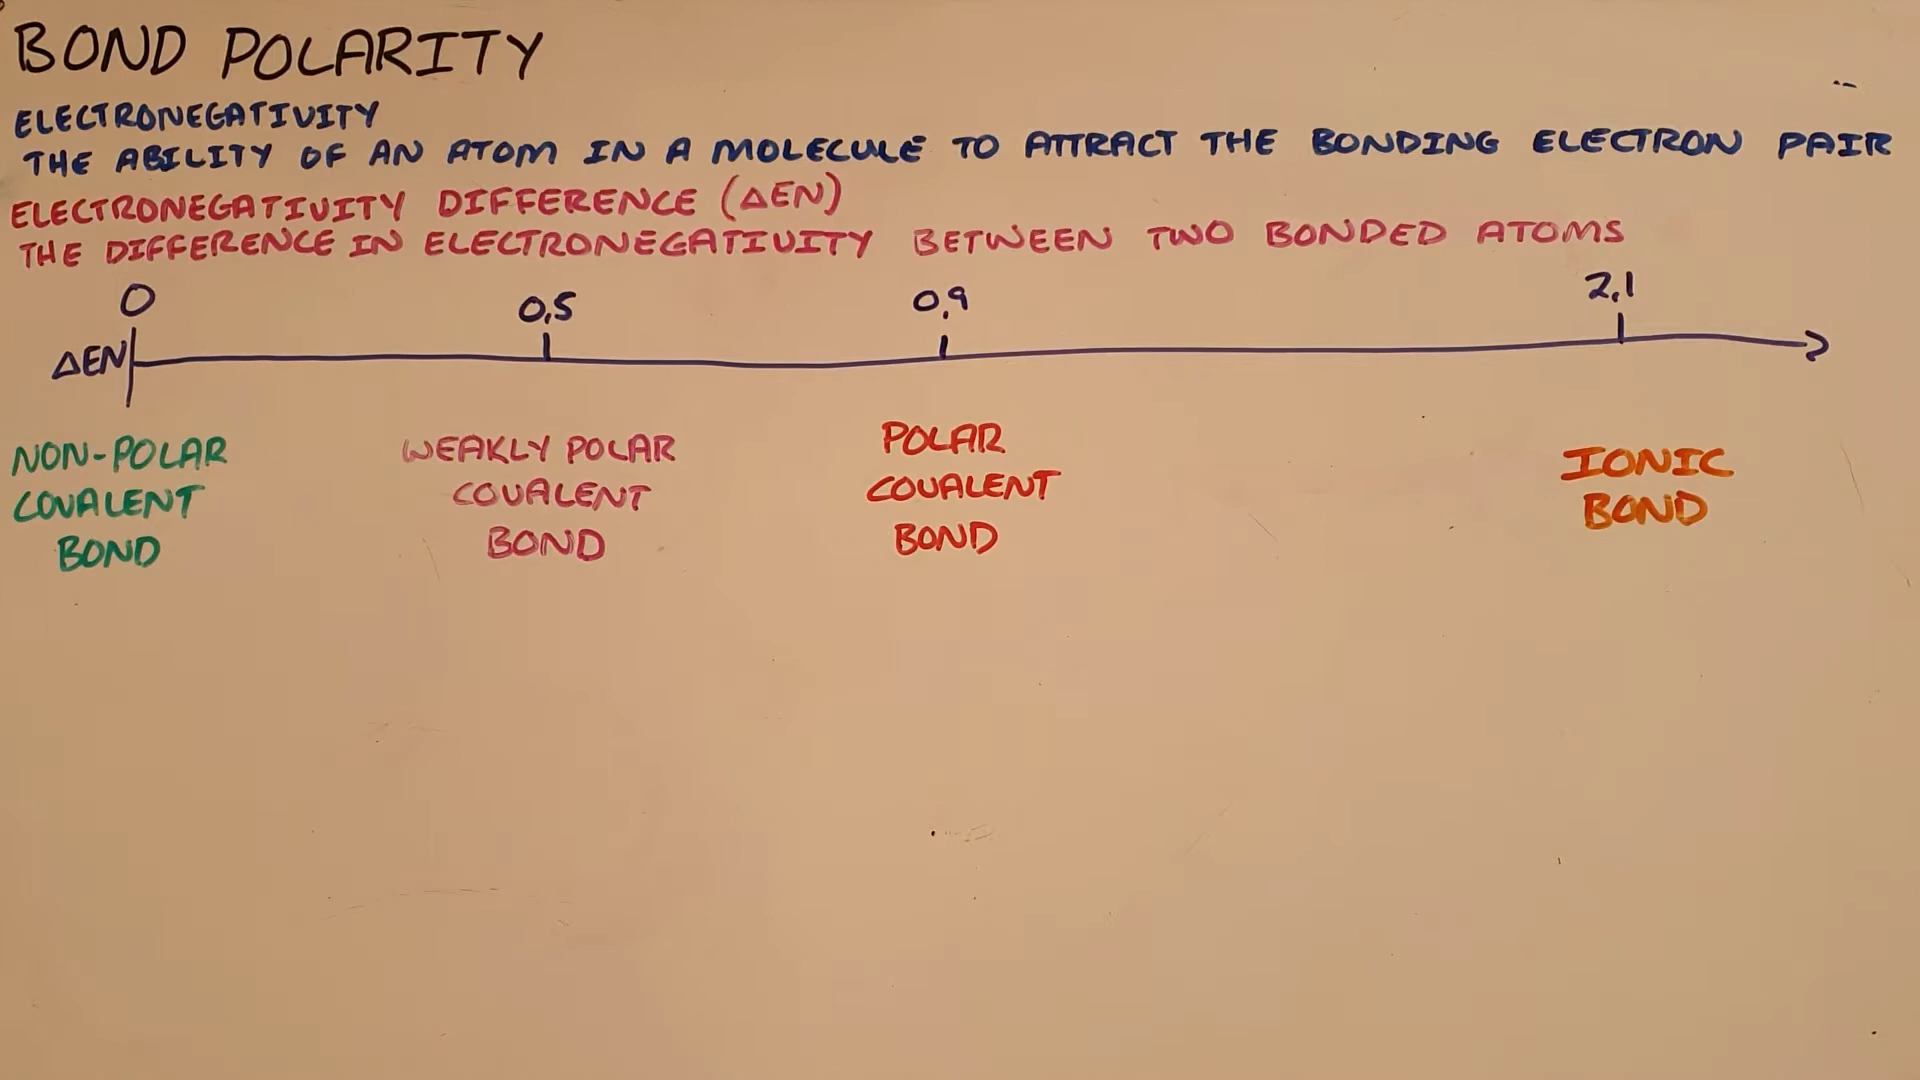 BOND POLARITY
ELECTRONEGATIVITY
THE ABILITY OF AN ATOM IN A MOLECULE TO ATTRACT THE BONDING ELECTRON PAIR
ELECTRONEGATIVITY DIFFERENCE (ΔEN)
THE DIFFERENCE IN ELECTRONEGATIVITY BETWEEN TWO BONDED ATOMS
0 0,5 0,9 2,1
ΔEN
NON-POLAR
COVALENT
BOND
WEAKLY POLAR
COVALENT
BOND
POLAR
COVALENT
BOND
IONIC
BOND